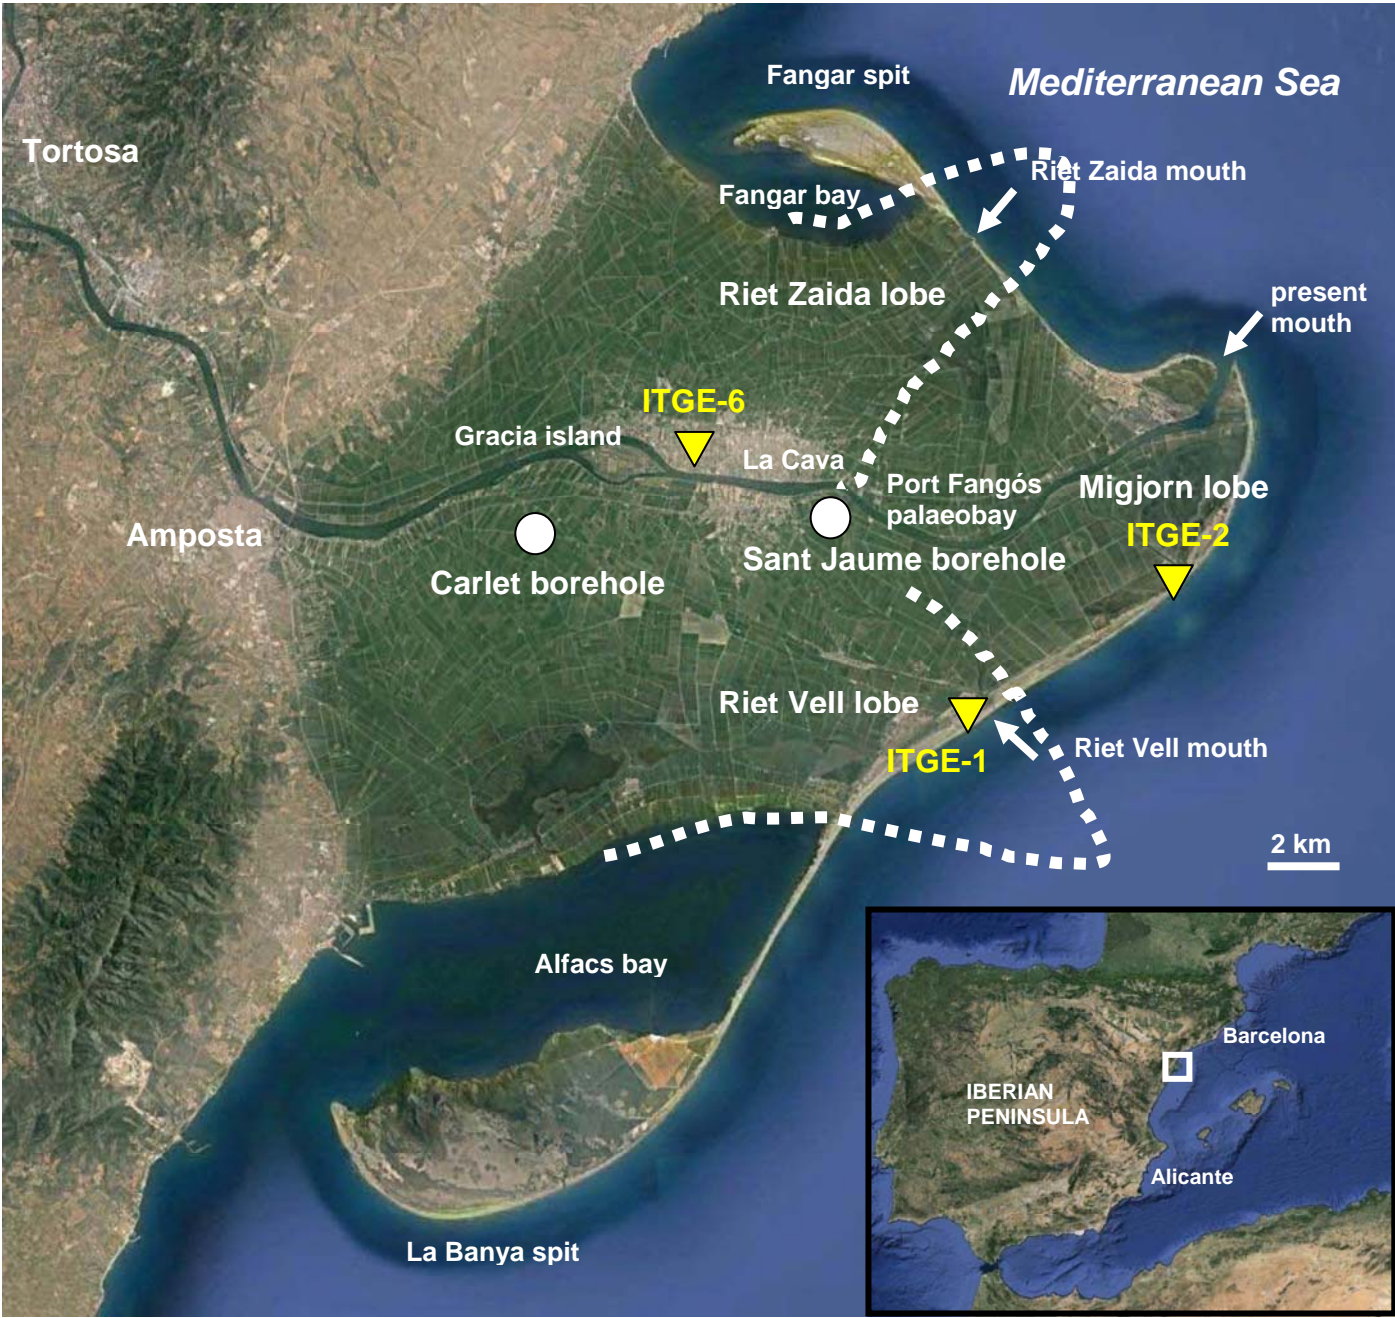 Fangar spit
Mediterranean Sea
Tortosa
Riet Zaida mouth
Fangar bay
Riet Zaida lobe
present
mouth
ITGE-6
Gracia island
La Cava
Port Fangós
palaeobay
Migjorn lobe
Amposta
ITGE-2
Sant Jaume borehole
Carlet borehole
Riet Vell lobe
ITGE-1
Riet Vell mouth
2 km
Alfacs bay
Barcelona
IBERIAN
PENINSULA
Alicante
La Banya spit